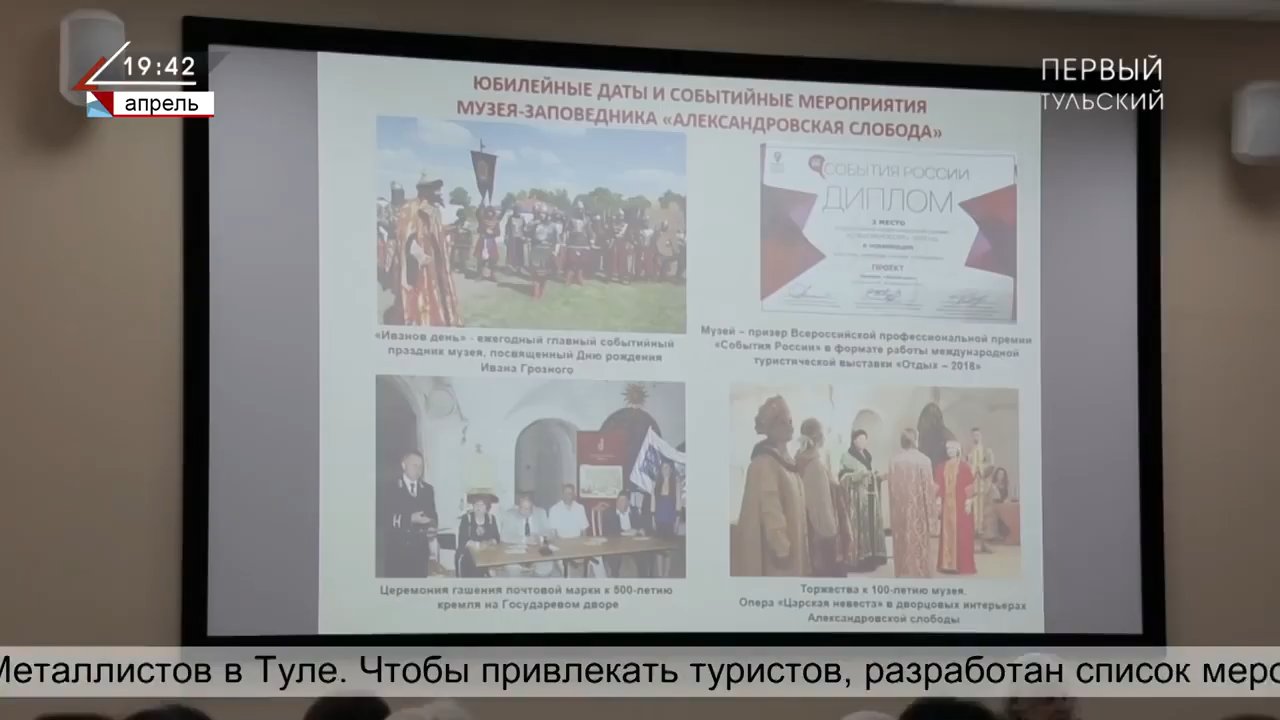 19:42
апрель
ПЕРВЫЙ
ТУЛЬСКИЙ
ЮБИЛЕЙНЫЕ ДАТЫ И СОБЫТИЙНЫЕ МЕРОПРИЯТИЯ
МУЗЕЯ-ЗАПОВЕДНИКА «АЛЕКСАНДРОВСКАЯ СЛОБОДА»
СОБЫТИЯ РОССИИ
ДИПЛОМ
3 МЕСТО
ПРОЕКТ
«Иванов день» - ежегодный главный событийный
праздник музея, посвященный Дню рождения
Ивана Грозного
Музей – призер Всероссийской профессиональной премии
«События России» в формате работы международной
туристической выставки «Отдых – 2018»
Церемония гашения почтовой марки к 500-летию
кремля на Государевом дворе
Торжества к 100-летию музея.
Опера «Царская невеста» в дворцовых интерьерах
Александровской слободы
Металлистов в Туле. Чтобы привлекать туристов, разработан список меро